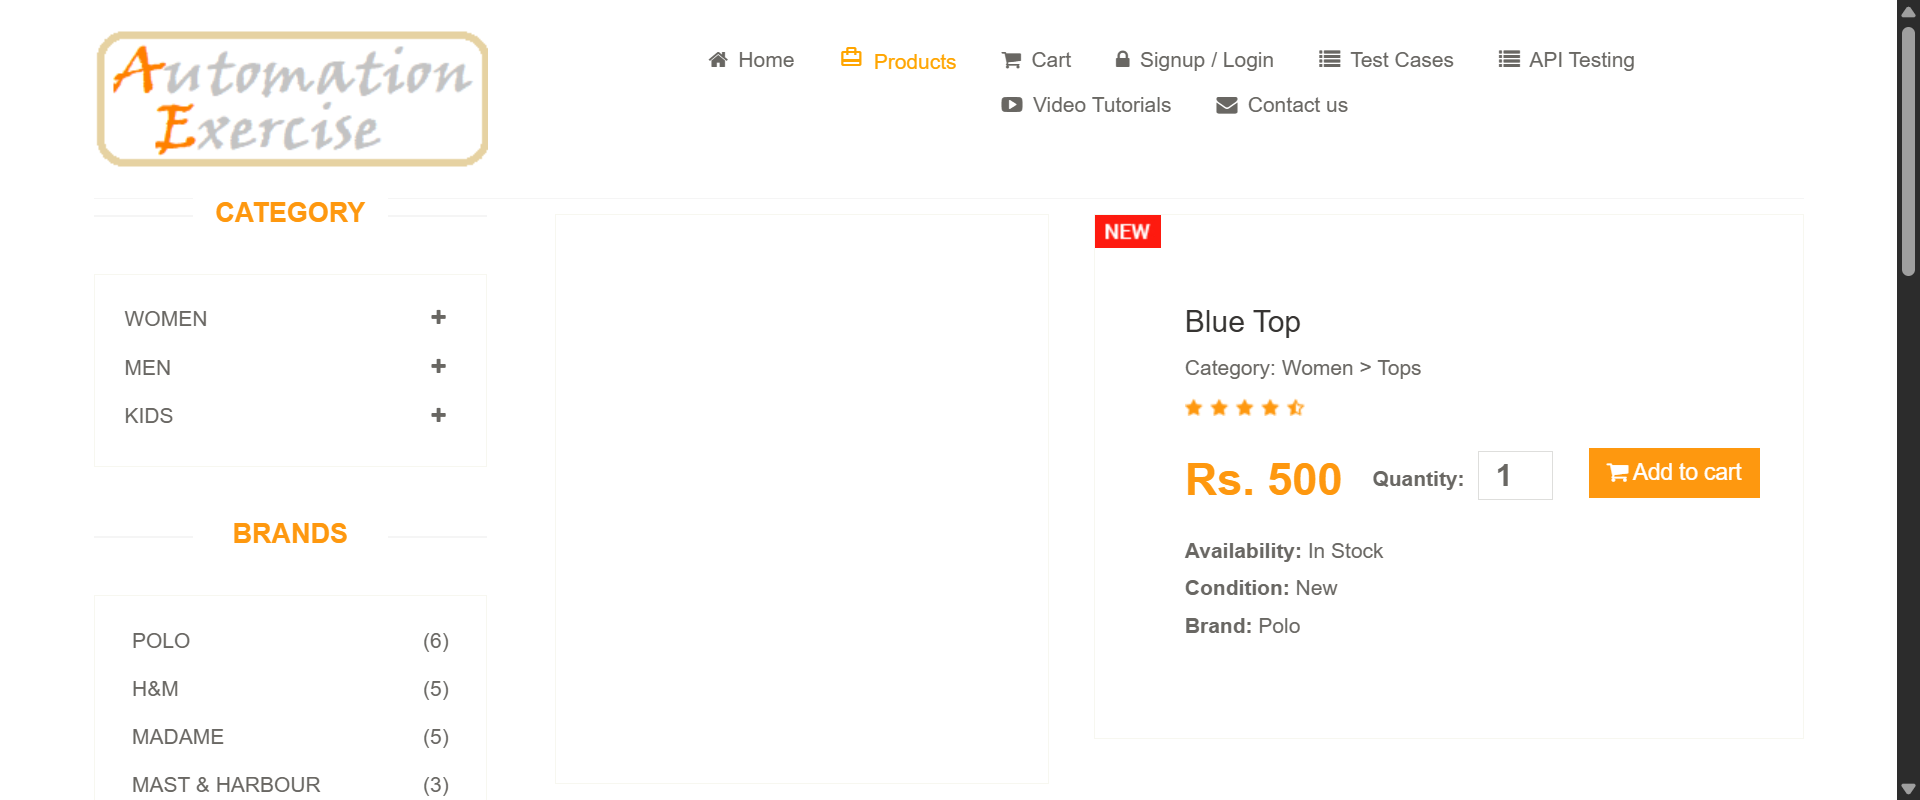 Automation
Exercise
Home
Products
Cart
Signup / Login
Test Cases
API Testing
Video Tutorials
Contact us
CATEGORY
WOMEN
MEN
KIDS
BRANDS
POLO (6)
H&M (5)
MADAME (5)
MAST & HARBOUR (3)
NEW
Blue Top
Category: Women > Tops
Rs. 500 Quantity: 1 Add to cart
Availability: In Stock
Condition: New
Brand: Polo